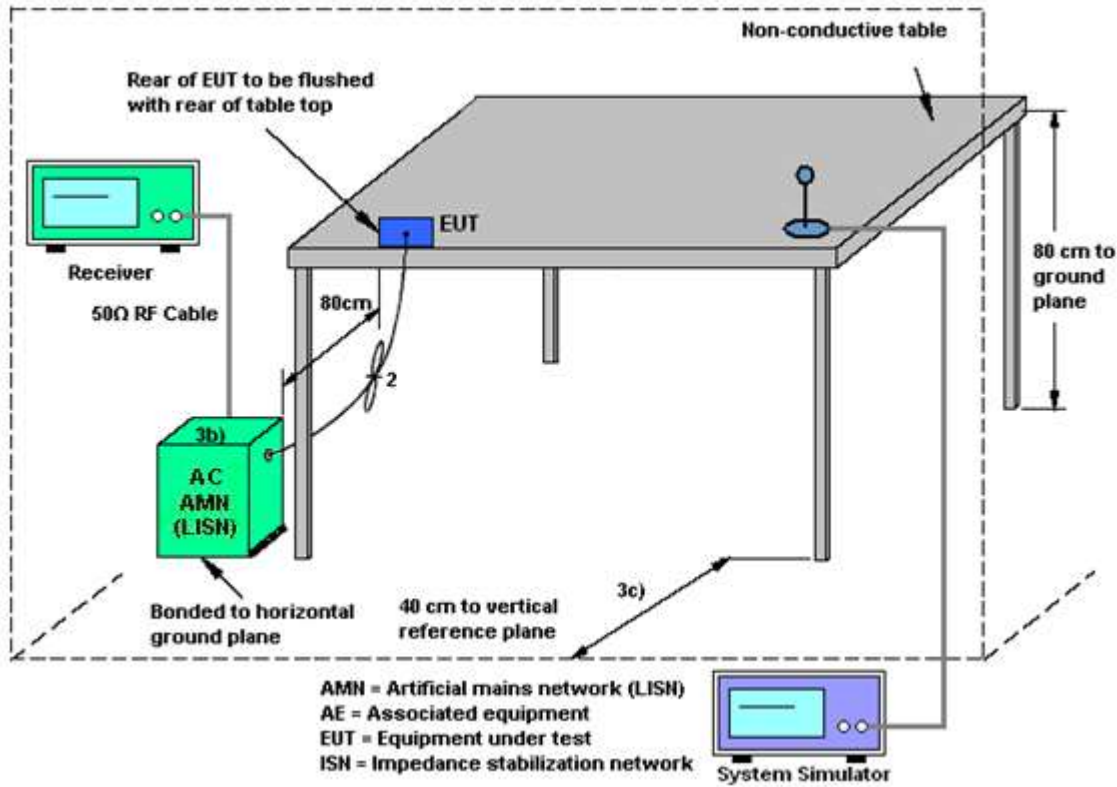 Non-conductive table
Rear of EUT to be flushed
with rear of table top
EUT
Receiver
80cm
80 cm to
ground
plane
50Ω RF Cable
2
3b)
AC
AMN
(LISN)
3c)
Bonded to horizontal
ground plane
40 cm to vertical
reference plane
AMN = Artificial mains network (LISN)
AE = Associated equipment
EUT = Equipment under test
ISN = Impedance stabilization network
System Simulator